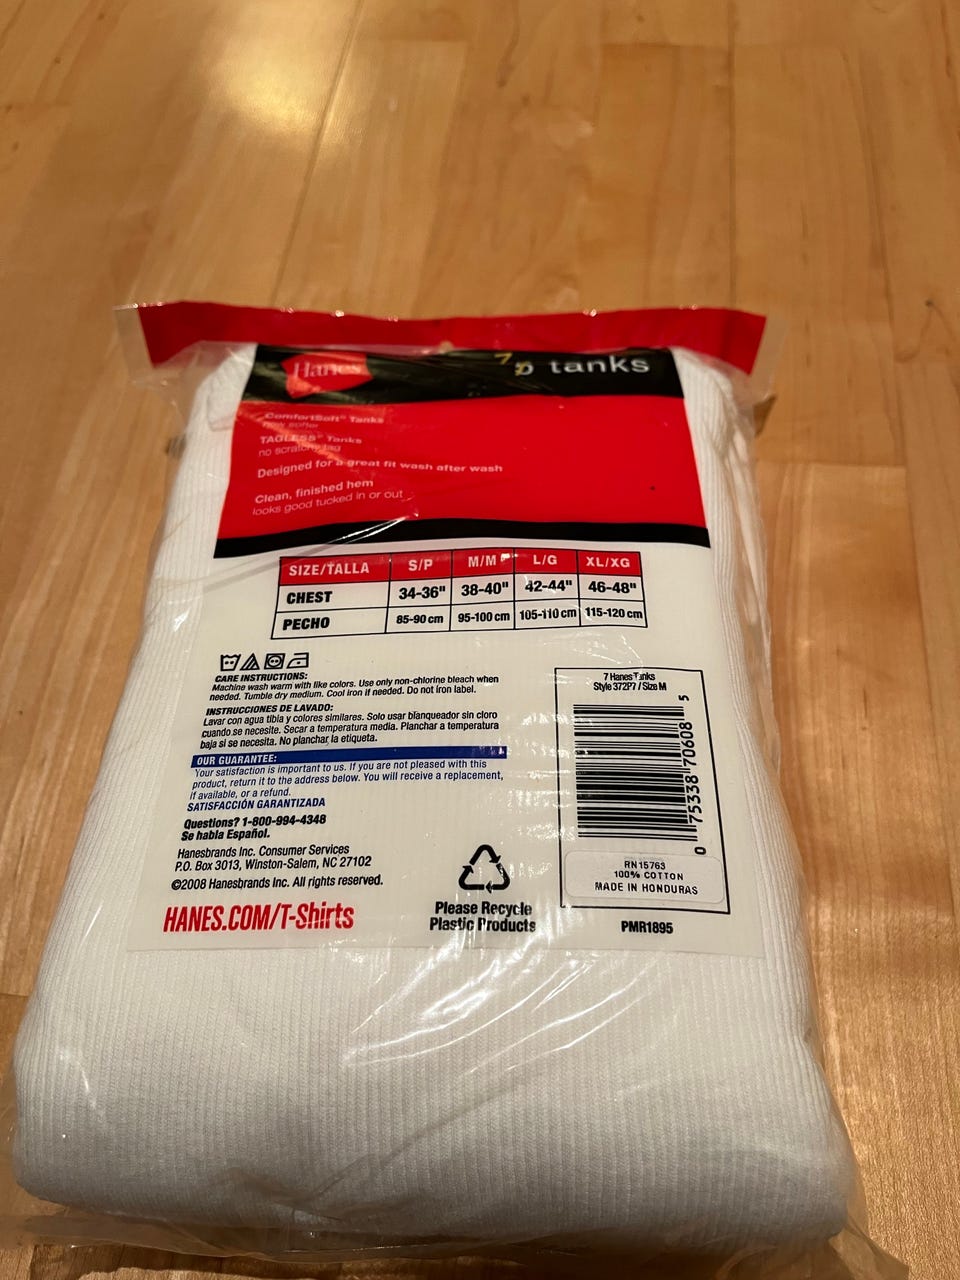 Hanes
7 tanks
ComfortSoft® Tanks
now softer
TAGLESS® Tanks
no scratchy tag
Designed for a great fit wash after wash
Clean, finished hem
looks good tucked in or out
SIZE/TALLA S/P M/M L/G XL/XG
CHEST 34-36" 38-40" 42-44" 46-48"
PECHO 85-90 cm 95-100 cm 105-110 cm 115-120 cm
CARE INSTRUCTIONS:
Machine wash warm with like colors. Use only non-chlorine bleach when
needed. Tumble dry medium. Cool iron if needed. Do not iron label.
INSTRUCCIONES DE LAVADO:
Lavar con agua tibia y colores similares. Solo usar blanqueador sin cloro
cuando se necesite. Secar a temperatura media. Planchar a temperatura
baja si se necesita. No planchar la etiqueta.
OUR GUARANTEE:
Your satisfaction is important to us. If you are not pleased with this
product, return it to the address below. You will receive a replacement,
if available, or a refund.
SATISFACCIÓN GARANTIZADA
Questions? 1-800-994-4348
Se habla Español.
Hanesbrands Inc. Consumer Services
P.O. Box 3013, Winston-Salem, NC 27102
©2008 Hanesbrands Inc. All rights reserved.
HANES.COM/T-Shirts
Please Recycle
Plastic Products
7 Hanes Tanks
Style 372P7 / Size M
0 75338 70608 5
RN15763
100% COTTON
MADE IN HONDURAS
PMR1895